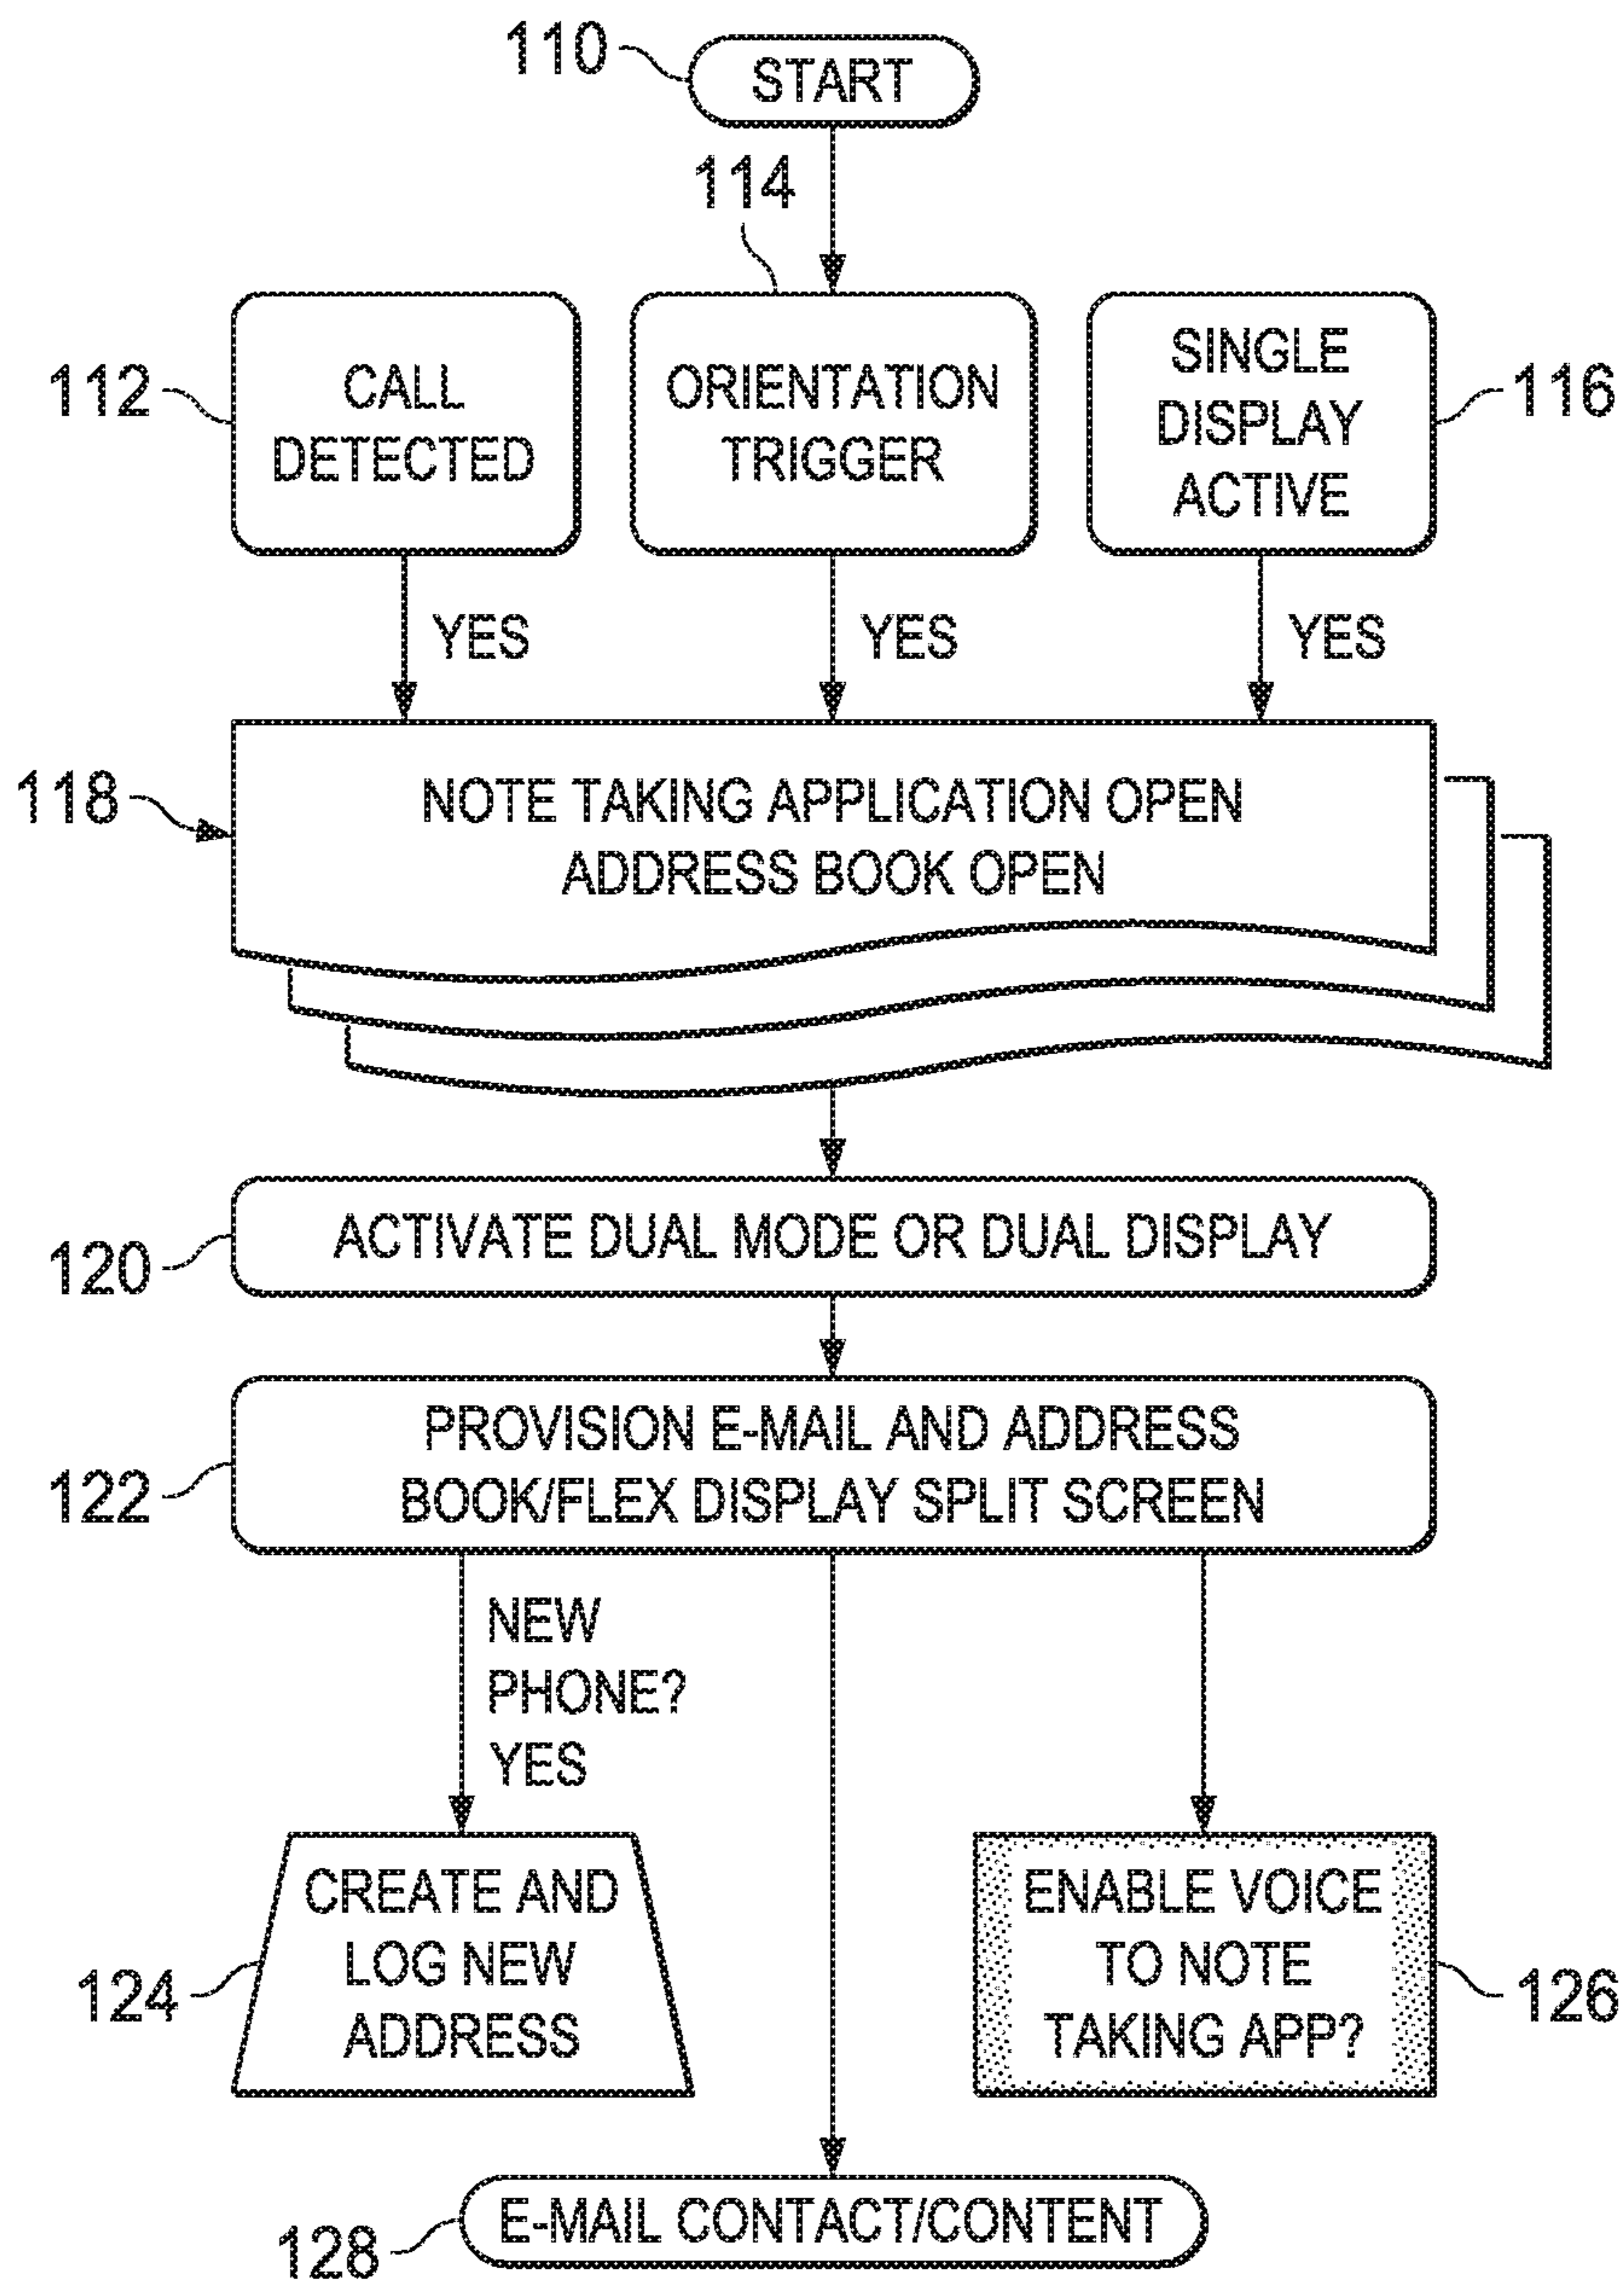 110
START
114
112
CALL
DETECTED
ORIENTATION
TRIGGER
SINGLE
DISPLAY
ACTIVE
116
YES
YES
YES
118
NOTE TAKING APPLICATION OPEN
ADDRESS BOOK OPEN
120
ACTIVATE DUAL MODE OR DUAL DISPLAY
122
PROVISION E-MAIL AND ADDRESS
BOOK/FLEX DISPLAY SPLIT SCREEN
NEW
PHONE?
YES
124
CREATE AND
LOG NEW
ADDRESS
ENABLE VOICE
TO NOTE
TAKING APP?
126
128
E-MAIL CONTACT/CONTENT